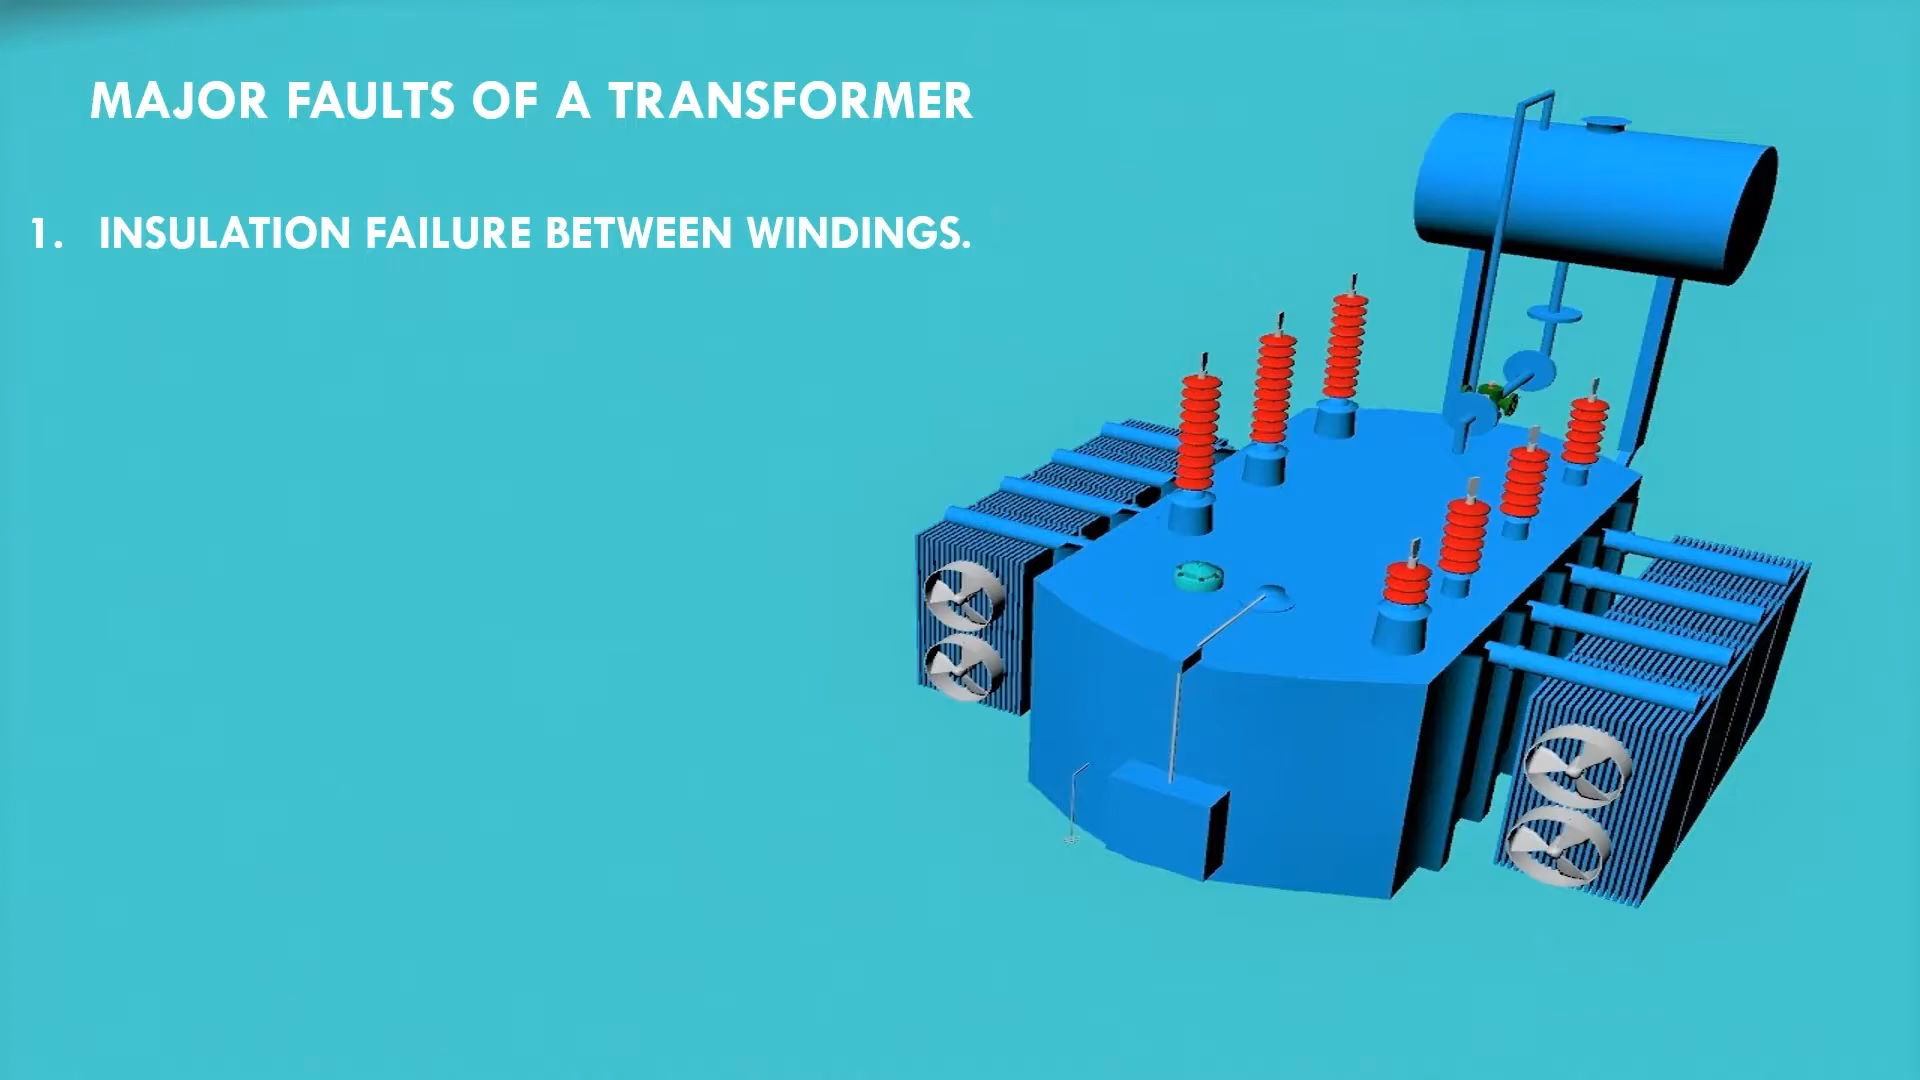 MAJOR FAULTS OF A TRANSFORMER
1. INSULATION FAILURE BETWEEN WINDINGS.